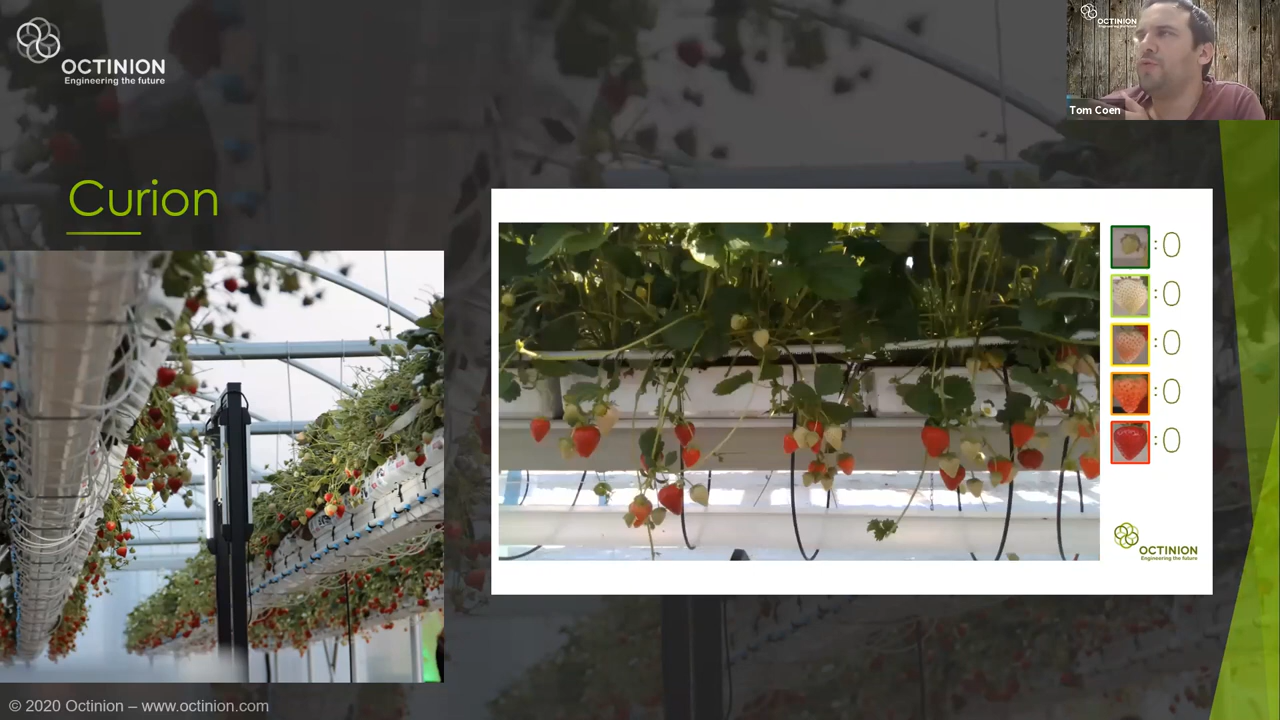 OCTINION
Engineering the future
OCTINION
Tom Coen
Curion
:0
:0
:0
:0
:0
OCTINION
Engineering the future
© 2020 Octinion – www.octinion.com